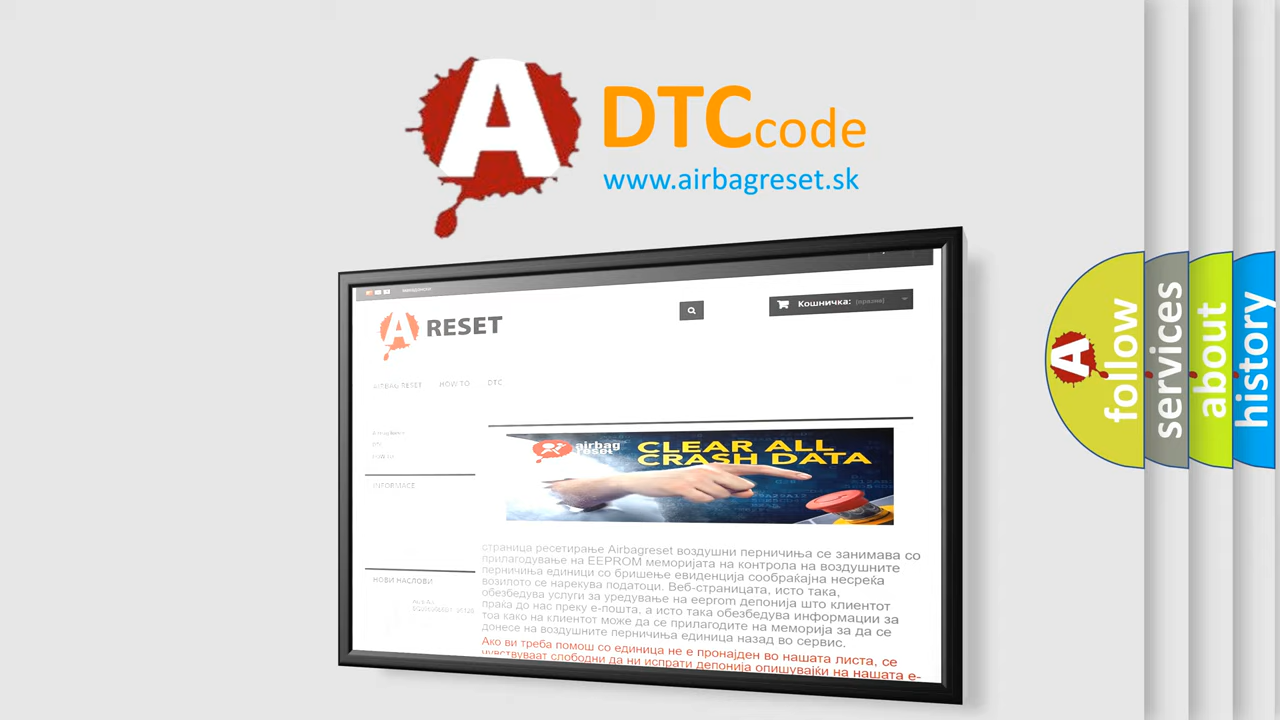 A
DTC code
www.airbagreset.sk
A RESET
Кошничка: (празни)
AIRBAG RESET HOW TO DTC
INFORMACE
НОВИ НАСЛОВИ
airbag reset
CLEAR ALL
CRASH DATA
страница ресетирање Airbagreset воздушни перничиња се занимава со
прилагодување на EEPROM меморијата на контрола на воздушните
перничиња единици со бришење евиденција сообраќајна несреќа
возилото се нарекува податоци. Веб-страницата, исто така,
обезбедува услуги за уредување на eeprom депонија што клиентот
праќа до нас преку е-пошта, а исто така обезбедува информации за
тоа како на клиентот може да се прилагодите на меморија за да се
донесе на воздушните перничиња единица назад во сервис.
Ако ви треба помош со единица не е пронајден во нашата листа, се
чувствуваат слободни да ни испрати депонија опишувајќи на нашата е-
A
follow
services
about
history